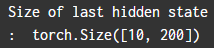 Size of last hidden state
:  torch.Size([10, 200])